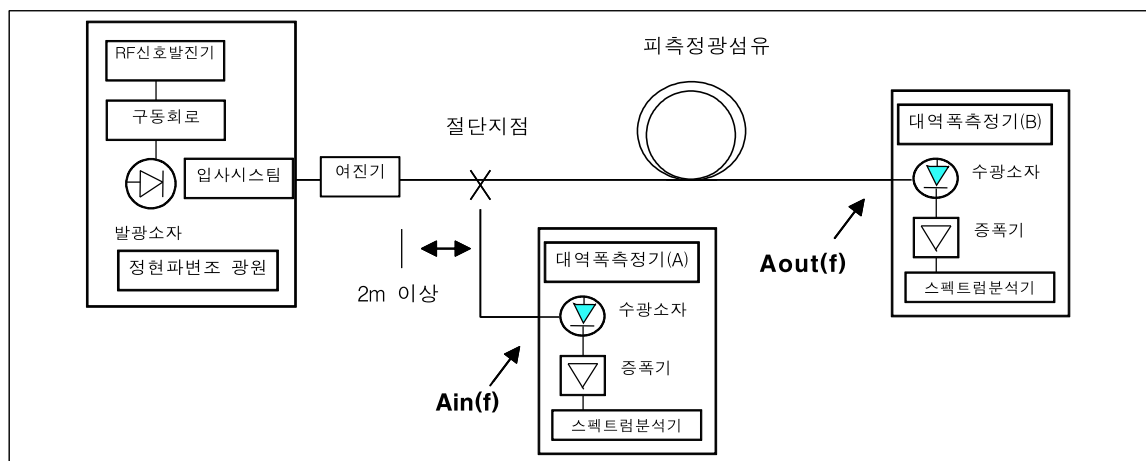 RF신호발진기
구동회로
입사시스팀
발광소자
정현파변조 광원
여진기
절단지점
2m 이상
피측정광섬유
Ain(f)
대역폭측정기(A)
수광소자
증폭기
스펙트럼분석기
Aout(f)
대역폭측정기(B)
수광소자
증폭기
스펙트럼분석기